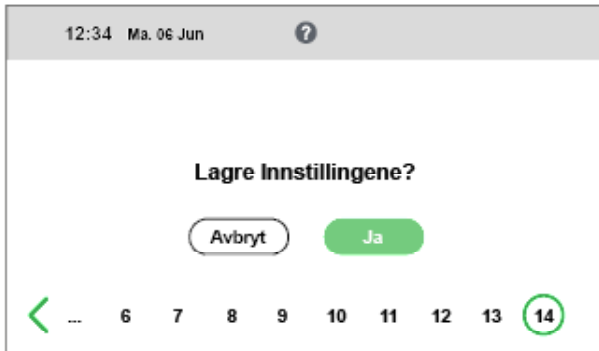 12:34 Ma. 06 Jun ?
Lagre Innstillingene?
Avbryt Ja
... 6 7 8 9 10 11 12 13 14